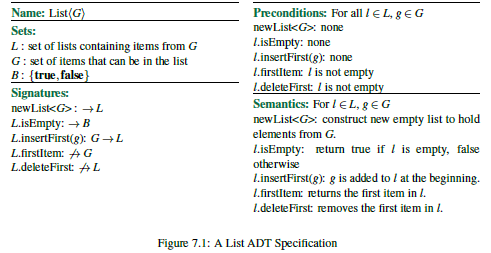 Name: List⟨G⟩
Sets:
L : set of lists containing items from G
G : set of items that can be in the list
B : {true,false}
Signatures:
newList<G> : → L
L.isEmpty: → B
L.insertFirst(g): G → L
L.firstItem: ↛ G
L.deleteFirst: ↛ L
Preconditions: For all l ∈ L, g ∈ G
newList<G>: none
l.isEmpty: none
l.insertFirst(g): none
l.firstItem: l is not empty
l.deleteFirst: l is not empty
Semantics: For l ∈ L, g ∈ G
newList<G>: construct new empty list to hold
elements from G.
l.isEmpty: return true if l is empty, false
otherwise
l.insertFirst(g): g is added to l at the beginning.
l.firstItem: returns the first item in l.
l.deleteFirst: removes the first item in l.
Figure 7.1: A List ADT Specification